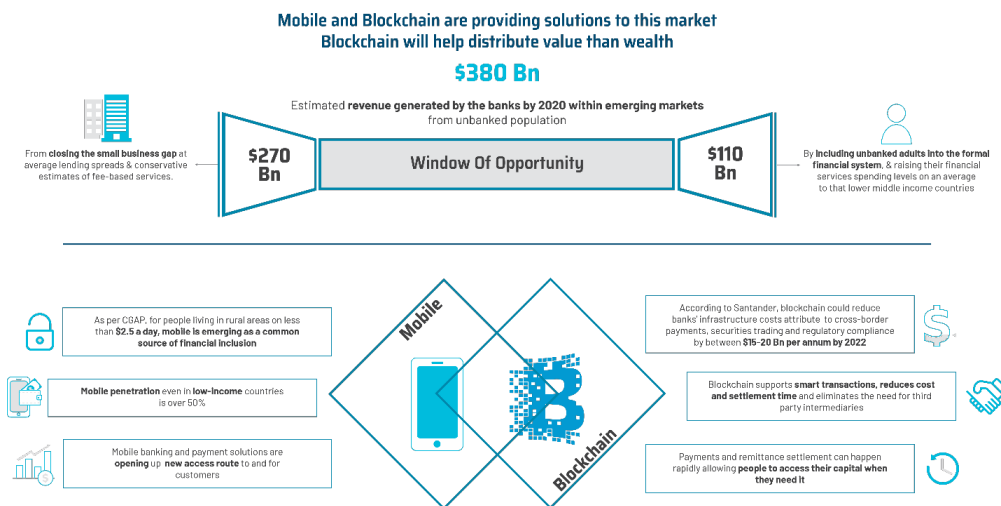 Mobile and Blockchain are providing solutions to this market
Blockchain will help distribute value than wealth
$380 Bn
Estimated revenue generated by the banks by 2020 within emerging markets
from unbanked population
From closing the small business gap at
average lending spreads & conservative
estimates of fee-based services.
$270
Bn
Window Of Opportunity
$110
Bn
By including unbanked adults into the formal
financial system, & raising their financial
services spending levels on an average
to that lower middle income countries
As per CGAP, for people living in rural areas on less
than $2.5 a day, mobile is emerging as a common
source of financial inclusion
Mobile penetration even in low-income countries
is over 50%
Mobile banking and payment solutions are
opening up new access route to and for
customers
Mobile
Blockchain
According to Santander, blockchain could reduce
banks' infrastructure costs attribute to cross-border
payments, securities trading and regulatory compliance
by between $15-20 Bn per annum by 2022
Blockchain supports smart transactions, reduces cost
and settlement time and eliminates the need for third
party intermediaries
Payments and remittance settlement can happen
rapidly allowing people to access their capital when
they need it